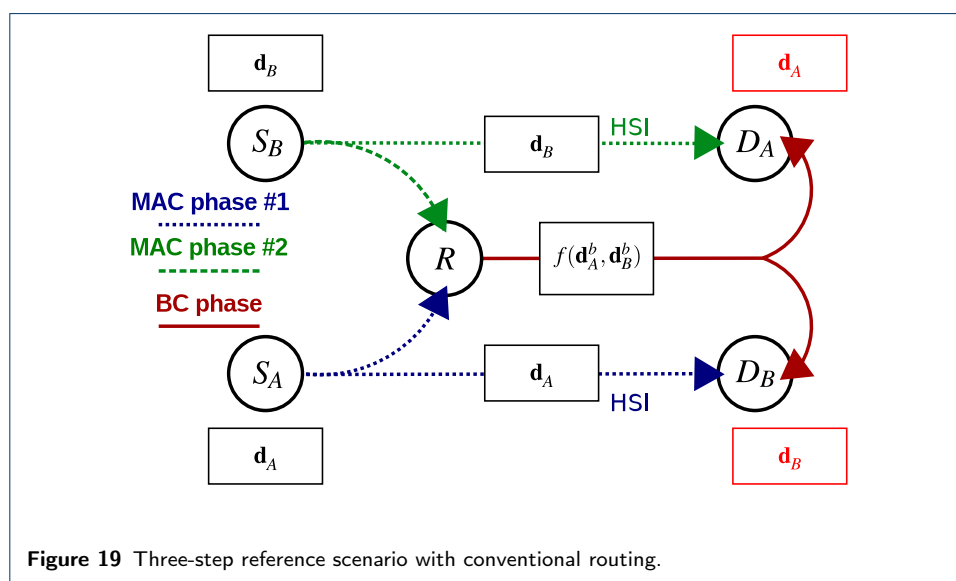 d_B
d_A
S_B
d_B
HSI
D_A
MAC phase #1
MAC phase #2
BC phase
R
f(d_A^b, d_B^b)
S_A
d_A
HSI
D_B
d_A
d_B
Figure 19 Three-step reference scenario with conventional routing.